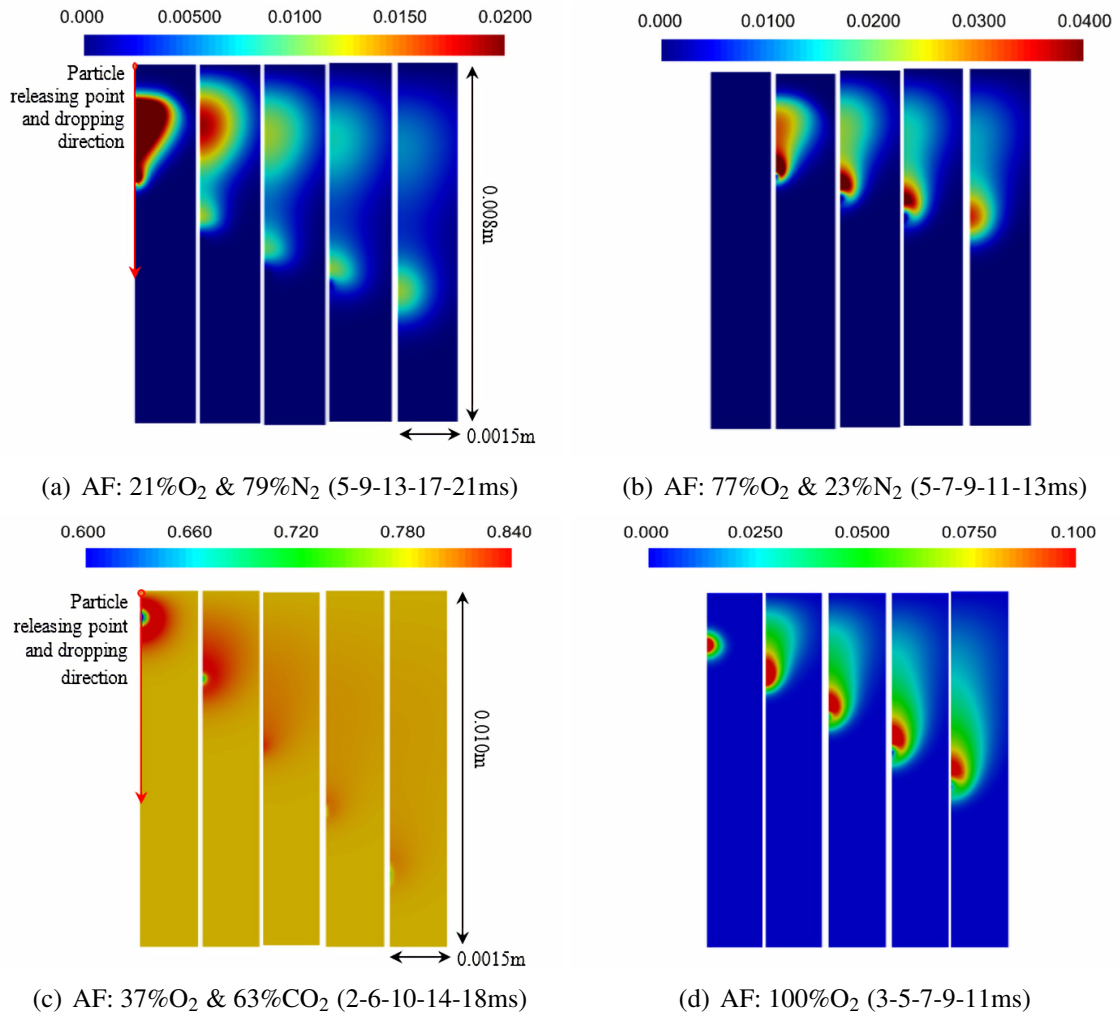 0.000 0.00500 0.0100 0.0150 0.0200
Particle
releasing point
and dropping
direction
0.008m
0.0015m
(a) AF: 21%O₂ & 79%N₂ (5-9-13-17-21ms)
0.000 0.0100 0.0200 0.0300 0.0400
(b) AF: 77%O₂ & 23%N₂ (5-7-9-11-13ms)
0.600 0.660 0.720 0.780 0.840
Particle
releasing point
and dropping
direction
0.010m
0.0015m
(c) AF: 37%O₂ & 63%CO₂ (2-6-10-14-18ms)
0.000 0.0250 0.0500 0.0750 0.100
(d) AF: 100%O₂ (3-5-7-9-11ms)